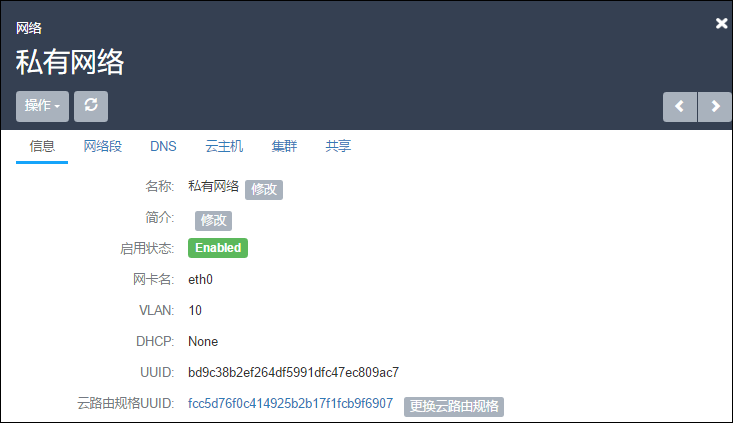 网络
私有网络
操作
信息 网络段 DNS 云主机 集群 共享
名称: 私有网络 修改
简介: 修改
启用状态: Enabled
网卡名: eth0
VLAN: 10
DHCP: None
UUID: bd9c38b2ef264df5991dfc47ec809ac7
云路由规格UUID: fcc5d76f0c414925b2b17f1fcb9f6907 更换云路由规格